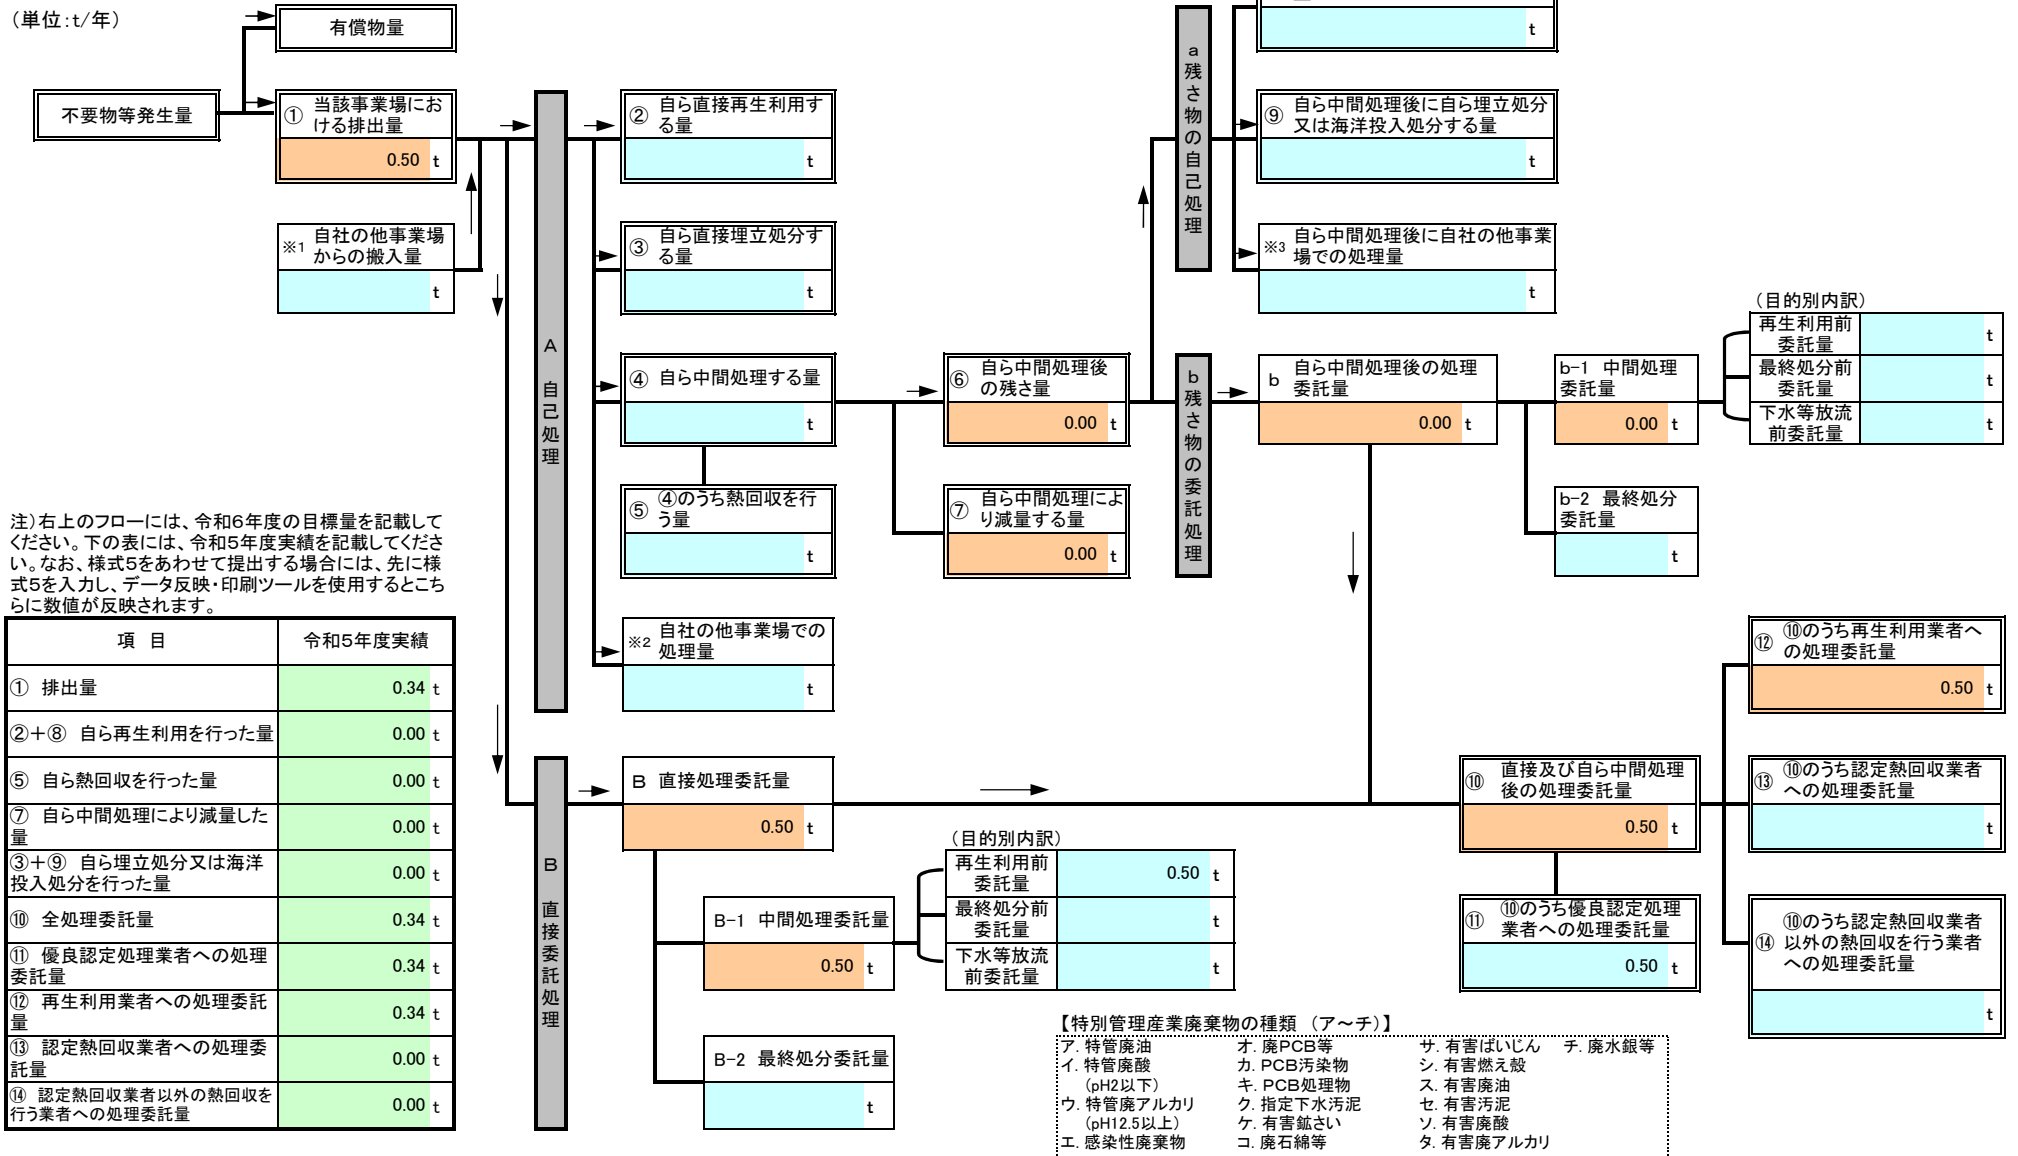 （単位：t/年）
有償物量
不要物等発生量
① 当該事業場にお
ける排出量
0.50 t
※1 自社の他事業場
からの搬入量
t
A 自己処理
② 自ら直接再生利用す
る量
t
③ 自ら直接埋立処分す
る量
t
④ 自ら中間処理する量
t
⑤ ④のうち熱回収を行
う量
t
※2 自社の他事業場での
処理量
t
⑥ 自ら中間処理後
の残さ量
0.00 t
⑦ 自ら中間処理によ
り減量する量
0.00 t
a 残さ物の自己処理
t
⑨ 自ら中間処理後に自ら埋立処分
又は海洋投入処分する量
t
※3 自ら中間処理後に自社の他事業
場での処理量
t
b 残さ物の委託処理
b 自ら中間処理後の処理
委託量
0.00 t
b-1 中間処理
委託量
0.00 t
（目的別内訳）
再生利用前
委託量
t
最終処分前
委託量
t
下水等放流
前委託量
t
b-2 最終処分
委託量
t
注）右上のフローには、令和６年度の目標量を記載して
ください。下の表には、令和５年度実績を記載してくださ
い。なお、様式５をあわせて提出する場合には、先に様
式５を入力し、データ反映・印刷ツールを使用するとこち
らに数値が反映されます。
項 目 令和５年度実績
① 排出量 0.34 t
②＋⑧ 自ら再生利用を行った量 0.00 t
⑤ 自ら熱回収を行った量 0.00 t
⑦ 自ら中間処理により減量した
量 0.00 t
③＋⑨ 自ら埋立処分又は海洋
投入処分を行った量 0.00 t
⑩ 全処理委託量 0.34 t
⑪ 優良認定処理業者への処理
委託量 0.34 t
⑫ 再生利用業者への処理委託
量 0.34 t
⑬ 認定熱回収業者への処理委
託量 0.00 t
⑭ 認定熱回収業者以外の熱回収を
行う業者への処理委託量 0.00 t
B 直接委託処理
B 直接処理委託量
0.50 t
B-1 中間処理委託量
0.50 t
（目的別内訳）
再生利用前
委託量
0.50 t
最終処分前
委託量
t
下水等放流
前委託量
t
B-2 最終処分委託量
t
⑩ 直接及び自ら中間処理
後の処理委託量
0.50 t
⑪ ⑩のうち優良認定処理
業者への処理委託量
0.50 t
⑫ ⑩のうち再生利用業者へ
の処理委託量
0.50 t
⑬ ⑩のうち認定熱回収業者
への処理委託量
t
⑭ ⑩のうち認定熱回収業者
以外の熱回収を行う業者
への処理委託量
t
【特別管理産業廃棄物の種類 （ア～チ）】
ア. 特管廃油 オ. 廃PCB等 サ. 有害ばいじん チ. 廃水銀等
イ. 特管廃酸 カ. PCB汚染物 シ. 有害燃え殻
（pH2以下） キ. PCB処理物 ス. 有害廃油
ウ. 特管廃アルカリ ク. 指定下水汚泥 セ. 有害汚泥
（pH12.5以上） ケ. 有害鉱さい ソ. 有害廃酸
エ. 感染性廃棄物 コ. 廃石綿等 タ. 有害廃アルカリ